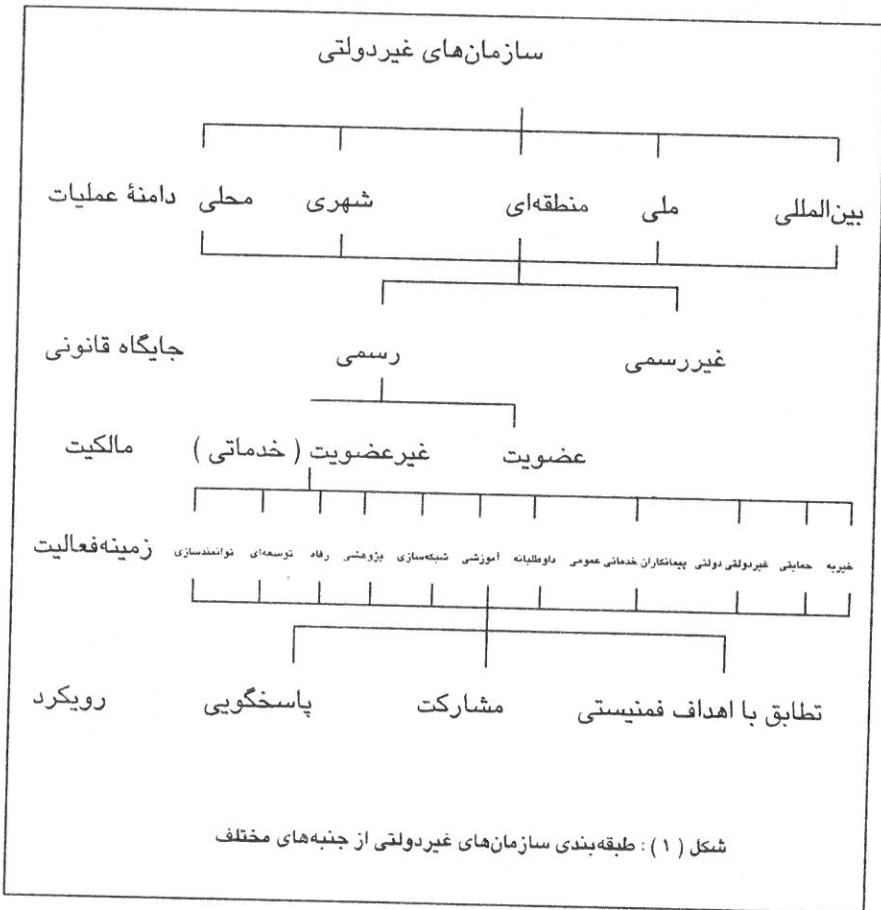 سازمان‌های غیردولتی
بین‌المللی ملی منطقه‌ای شهری محلی دامنهٔ عملیات
غیررسمی رسمی جایگاه قانونی
عضویت غیرعضویت ( خدماتی ) مالکیت
خیریه حمایتی غیردولتی دولتی پیمانکاران خدماتی عمومی داوطلبانه آموزشی شبکه‌سازی پژوهشی رفاه توسعه‌ای توانمندسازی زمینه‌فعالیت
تطابق با اهداف فمنیستی مشارکت پاسخگویی رویکرد
شکل ( ۱ ) : طبقه‌بندی سازمان‌های غیردولتی از جنبه‌های مختلف